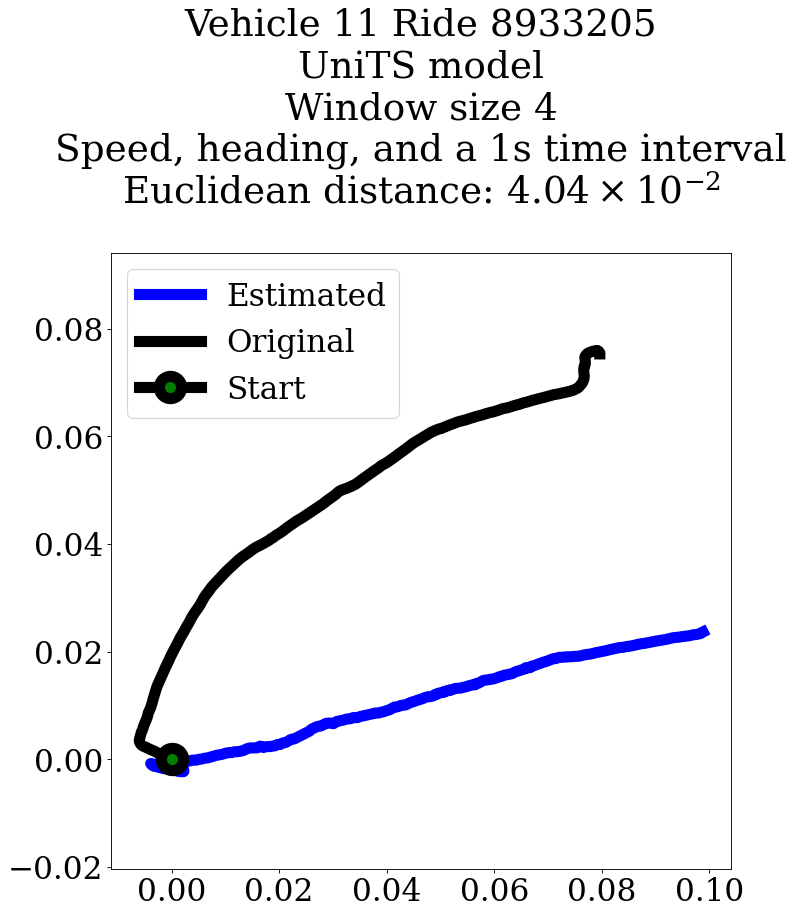 Vehicle 11 Ride 8933205
UniTS model
Window size 4
Speed, heading, and a 1s time interval
Euclidean distance: 4.04 × 10⁻²
Estimated
Original
Start
0.08
0.06
0.04
0.02
0.00
−0.02
0.00 0.02 0.04 0.06 0.08 0.10